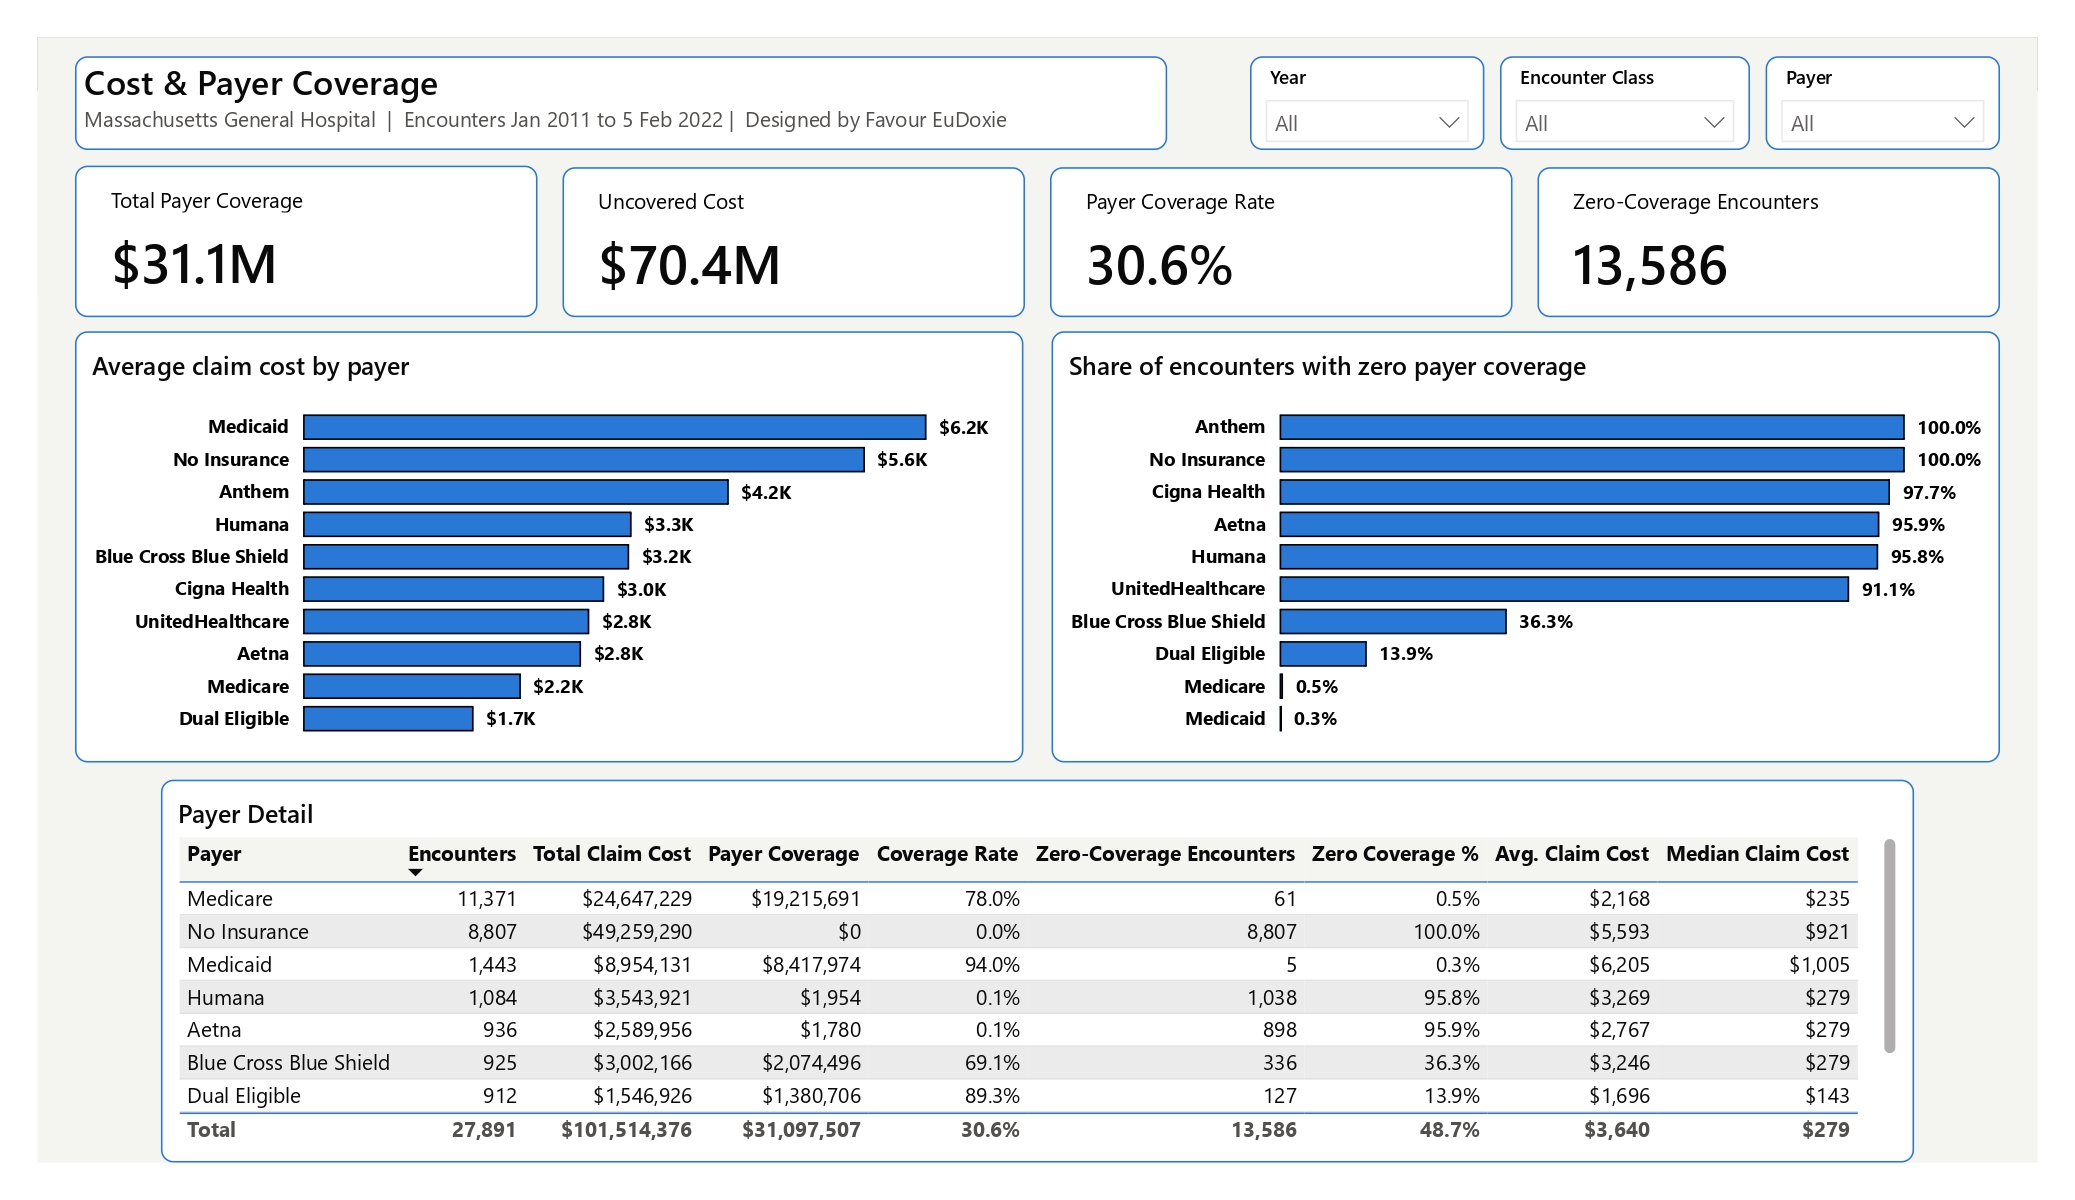 Cost & Payer Coverage
Massachusetts General Hospital | Encounters Jan 2011 to 5 Feb 2022 | Designed by Favour EuDoxie
Year
All
Encounter Class
All
Payer
All
Total Payer Coverage
$31.1M
Uncovered Cost
$70.4M
Payer Coverage Rate
30.6%
Zero-Coverage Encounters
13,586
Average claim cost by payer
Medicaid $6.2K
No Insurance $5.6K
Anthem $4.2K
Humana $3.3K
Blue Cross Blue Shield $3.2K
Cigna Health $3.0K
UnitedHealthcare $2.8K
Aetna $2.8K
Medicare $2.2K
Dual Eligible $1.7K
Share of encounters with zero payer coverage
Anthem 100.0%
No Insurance 100.0%
Cigna Health 97.7%
Aetna 95.9%
Humana 95.8%
UnitedHealthcare 91.1%
Blue Cross Blue Shield 36.3%
Dual Eligible 13.9%
Medicare 0.5%
Medicaid 0.3%
Payer Detail
Payer Encounters Total Claim Cost Payer Coverage Coverage Rate Zero-Coverage Encounters Zero Coverage % Avg. Claim Cost Median Claim Cost
Medicare 11,371 $24,647,229 $19,215,691 78.0% 61 0.5% $2,168 $235
No Insurance 8,807 $49,259,290 $0 0.0% 8,807 100.0% $5,593 $921
Medicaid 1,443 $8,954,131 $8,417,974 94.0% 5 0.3% $6,205 $1,005
Humana 1,084 $3,543,921 $1,954 0.1% 1,038 95.8% $3,269 $279
Aetna 936 $2,589,956 $1,780 0.1% 898 95.9% $2,767 $279
Blue Cross Blue Shield 925 $3,002,166 $2,074,496 69.1% 336 36.3% $3,246 $279
Dual Eligible 912 $1,546,926 $1,380,706 89.3% 127 13.9% $1,696 $143
Total 27,891 $101,514,376 $31,097,507 30.6% 13,586 48.7% $3,640 $279